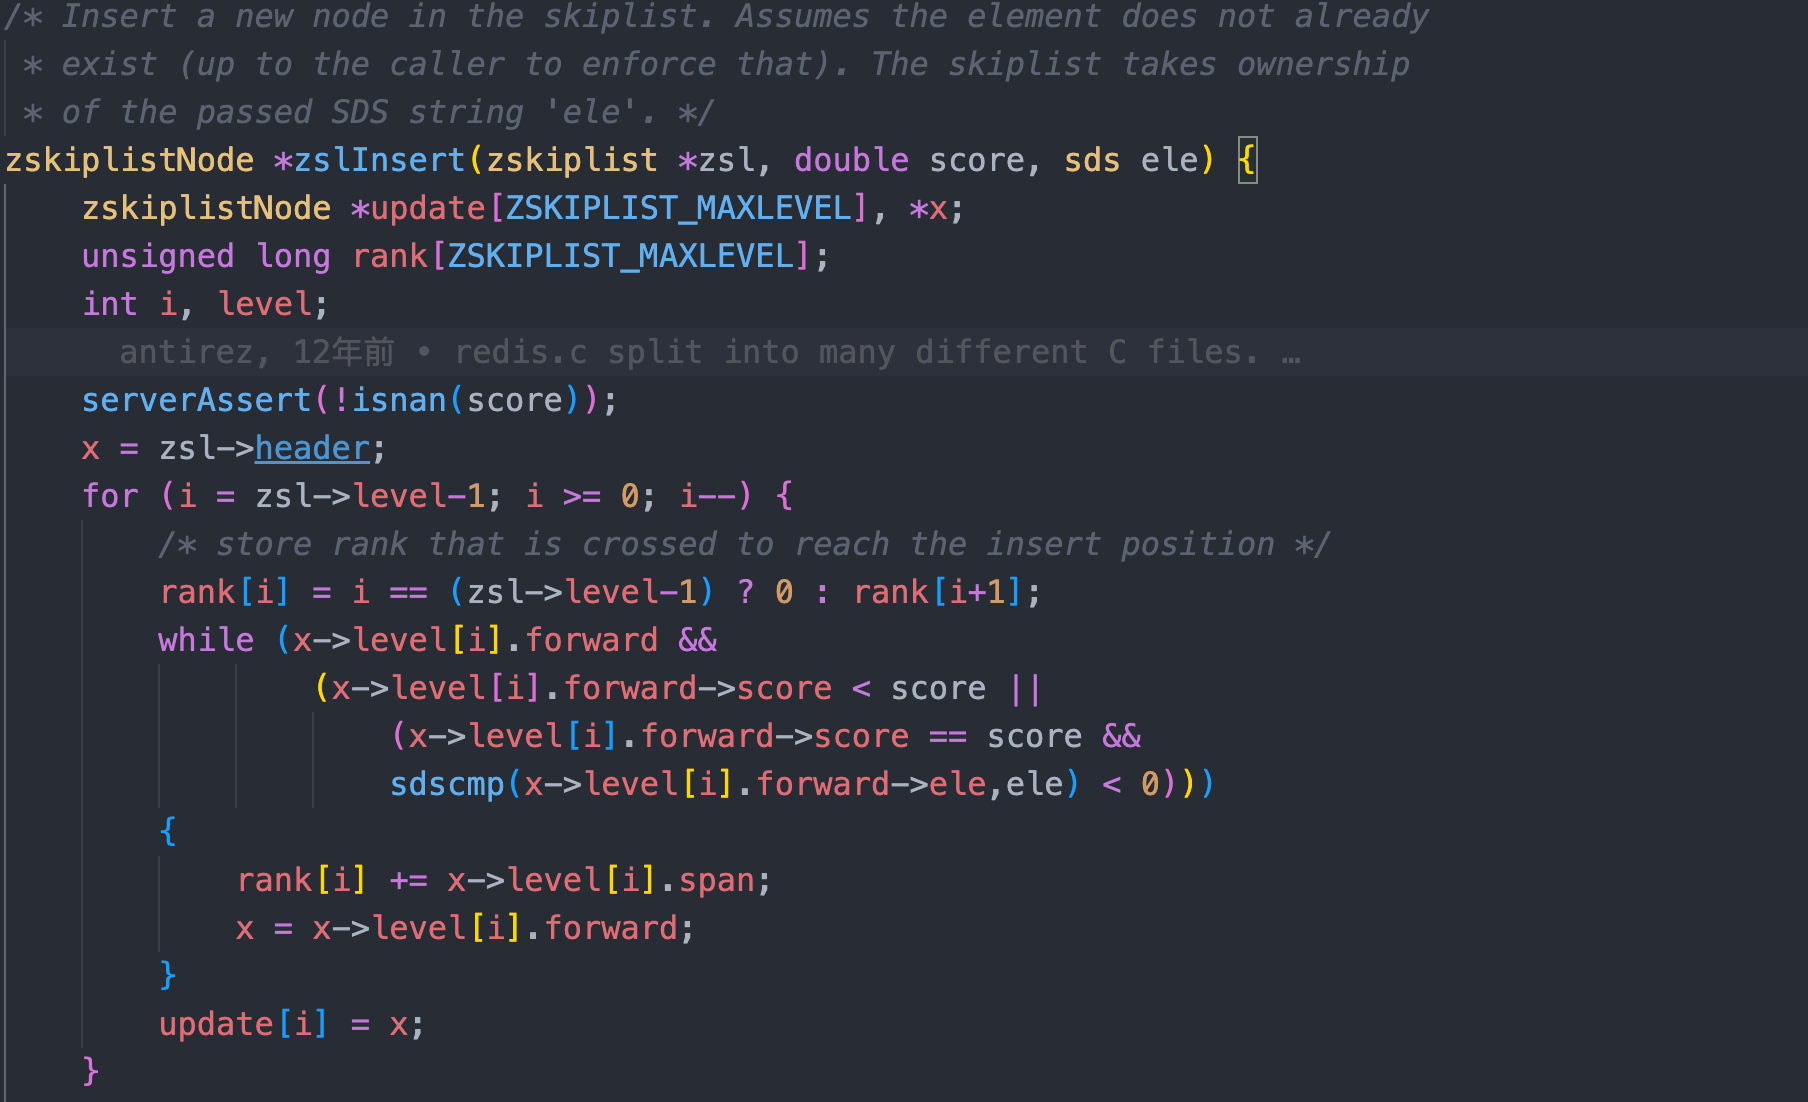 /* Insert a new node in the skiplist. Assumes the element does not already
 * exist (up to the caller to enforce that). The skiplist takes ownership
 * of the passed SDS string 'ele'. */
zskiplistNode *zslInsert(zskiplist *zsl, double score, sds ele) {
    zskiplistNode *update[ZSKIPLIST_MAXLEVEL], *x;
    unsigned long rank[ZSKIPLIST_MAXLEVEL];
    int i, level;
      antirez, 12年前 • redis.c split into many different C files. …
    serverAssert(!isnan(score));
    x = zsl->header;
    for (i = zsl->level-1; i >= 0; i--) {
        /* store rank that is crossed to reach the insert position */
        rank[i] = i == (zsl->level-1) ? 0 : rank[i+1];
        while (x->level[i].forward &&
                (x->level[i].forward->score < score ||
                    (x->level[i].forward->score == score &&
                    sdscmp(x->level[i].forward->ele,ele) < 0)))
        {
            rank[i] += x->level[i].span;
            x = x->level[i].forward;
        }
        update[i] = x;
    }